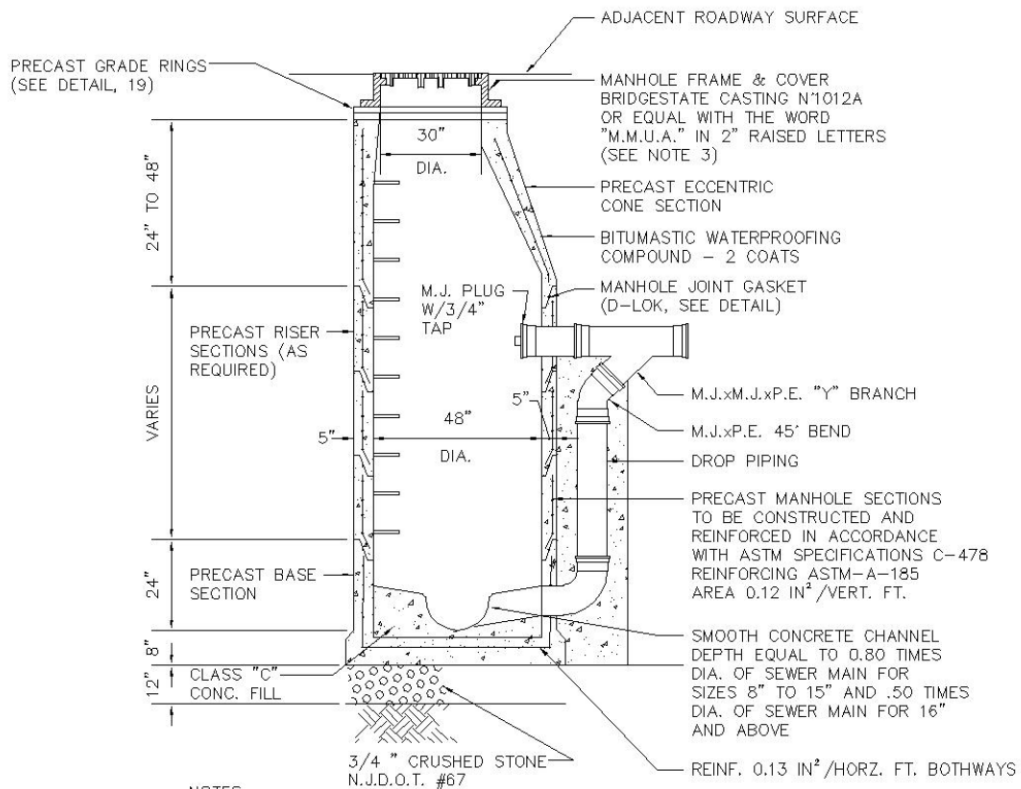 ADJACENT ROADWAY SURFACE
PRECAST GRADE RINGS
(SEE DETAIL, 19)
MANHOLE FRAME & COVER
BRIDGESTATE CASTING N'1012A
OR EQUAL WITH THE WORD
"M.M.U.A." IN 2" RAISED LETTERS
(SEE NOTE 3)
30"
DIA.
24" TO 48"
PRECAST ECCENTRIC
CONE SECTION
BITUMASTIC WATERPROOFING
COMPOUND - 2 COATS
MANHOLE JOINT GASKET
(D-LOK, SEE DETAIL)
M.J. PLUG
W/3/4"
TAP
PRECAST RISER
SECTIONS (AS
REQUIRED)
VARIES
M.J.xM.J.xP.E. "Y" BRANCH
5"
48"
5"
DIA.
M.J.xP.E. 45' BEND
DROP PIPING
PRECAST MANHOLE SECTIONS
TO BE CONSTRUCTED AND
REINFORCED IN ACCORDANCE
WITH ASTM SPECIFICATIONS C-478
REINFORCING ASTM-A-185
AREA 0.12 IN²/VERT. FT.
24"
PRECAST BASE
SECTION
SMOOTH CONCRETE CHANNEL
DEPTH EQUAL TO 0.80 TIMES
DIA. OF SEWER MAIN FOR
SIZES 8" TO 15" AND .50 TIMES
DIA. OF SEWER MAIN FOR 16"
AND ABOVE
8"
12"
CLASS "C"
CONC. FILL
3/4 " CRUSHED STONE
N.J.D.O.T. #67
REINF. 0.13 IN²/HORZ. FT. BOTHWAYS
NOTES